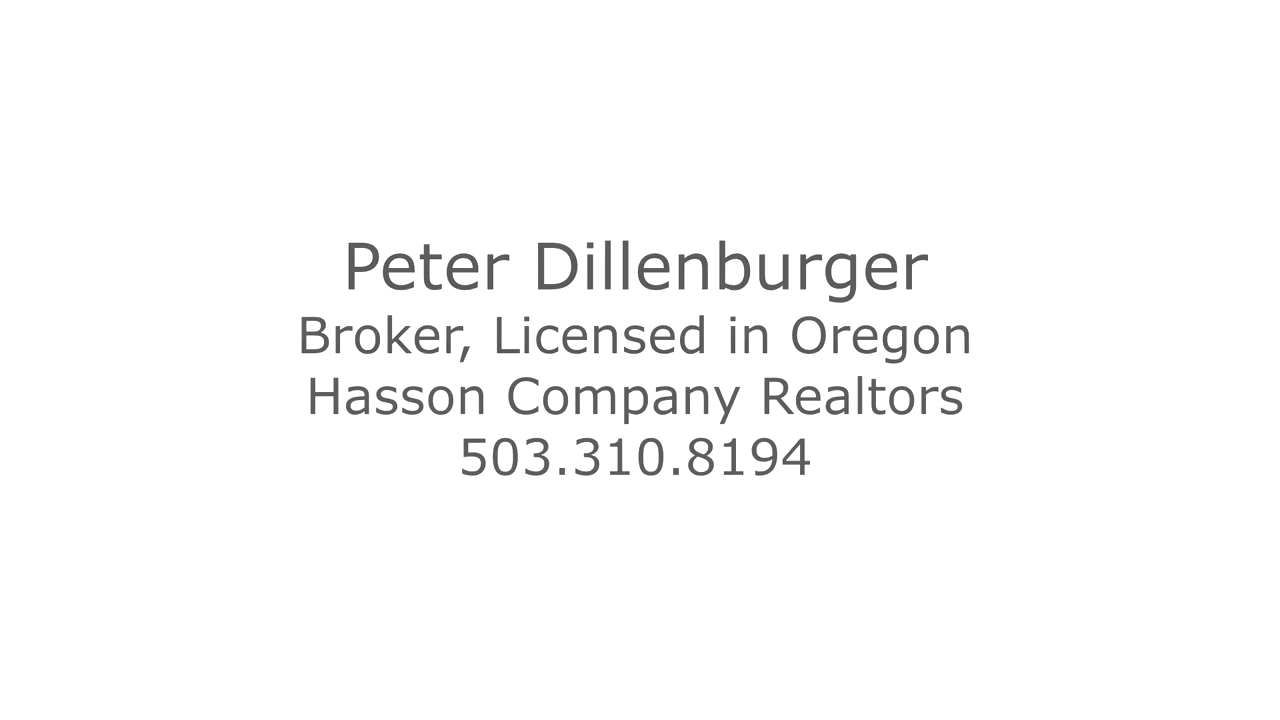 Peter Dillenburger
Broker, Licensed in Oregon
Hasson Company Realtors
503.310.8194